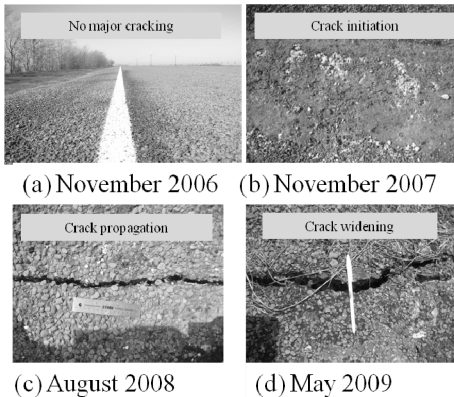 No major cracking
Crack initiation
(a) November 2006
(b) November 2007
Crack propagation
Crack widening
(c) August 2008
(d) May 2009